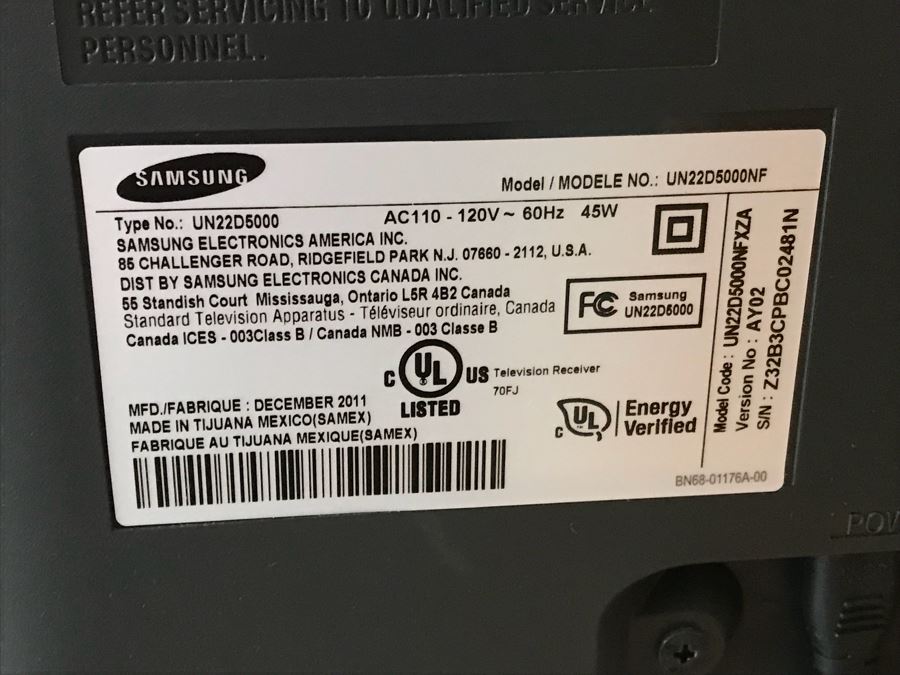 REFER SERVICING TO QUALIFIED SERVICE
PERSONNEL.
SAMSUNG
Model / MODELE NO.: UN22D5000NF
Type No.: UN22D5000
AC110 - 120V ~ 60Hz 45W
SAMSUNG ELECTRONICS AMERICA INC.
85 CHALLENGER ROAD, RIDGEFIELD PARK N.J. 07660 - 2112, U.S.A.
DIST BY SAMSUNG ELECTRONICS CANADA INC.
55 Standish Court Mississauga, Ontario L5R 4B2 Canada
Standard Television Apparatus - Téléviseur ordinaire, Canada
Canada ICES - 003Class B / Canada NMB - 003 Classe B
FC Samsung
UN22D5000
C UL US
LISTED
Television Receiver
70FJ
MFD./FABRIQUE : DECEMBER 2011
MADE IN TIJUANA MEXICO(SAMEX)
FABRIQUE AU TIJUANA MEXIQUE(SAMEX)
c UL Energy
Verified
Model Code : UN22D5000NFXZA
Version No : AY02
S/N : Z32B3CPBC02481N
BN68-01176A-00